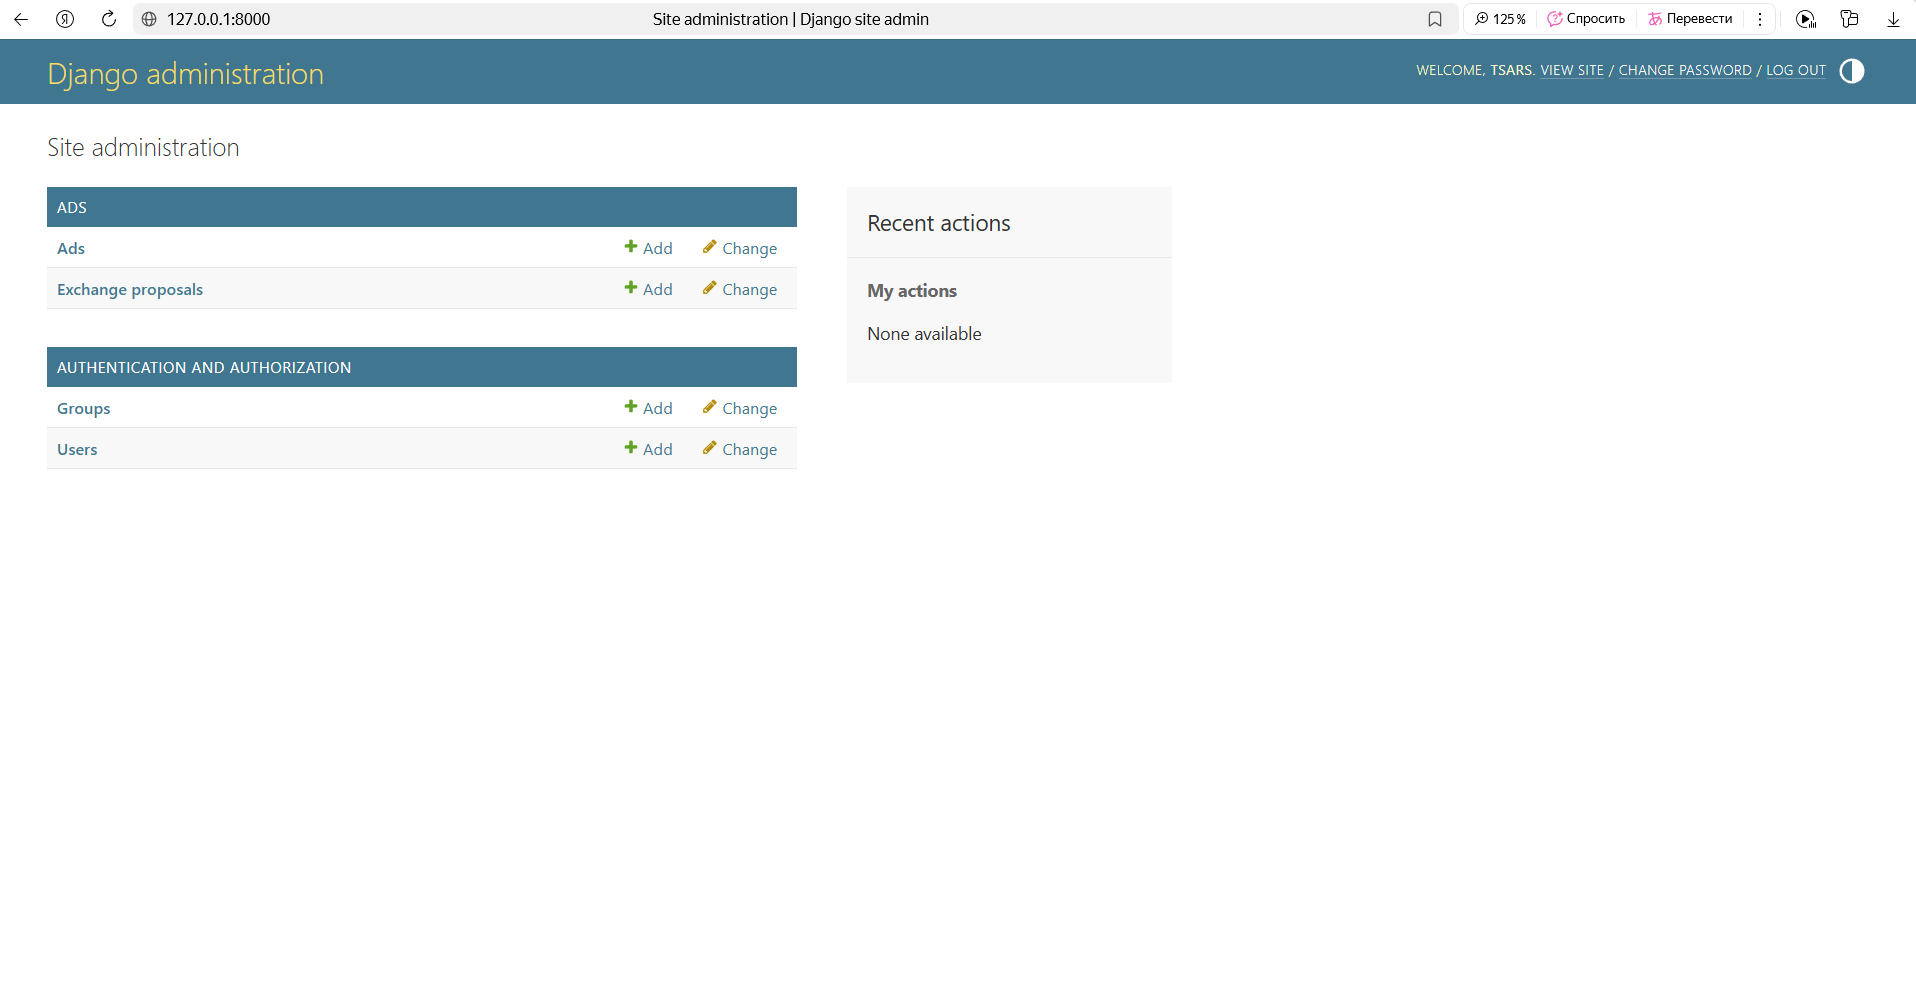 Я 127.0.0.1:8000 Site administration | Django site admin 125 % Спросить あ Перевести
Django administration
WELCOME, TSARS. VIEW SITE / CHANGE PASSWORD / LOG OUT
Site administration
ADS
Ads Add Change
Exchange proposals Add Change
AUTHENTICATION AND AUTHORIZATION
Groups Add Change
Users Add Change
Recent actions
My actions
None available